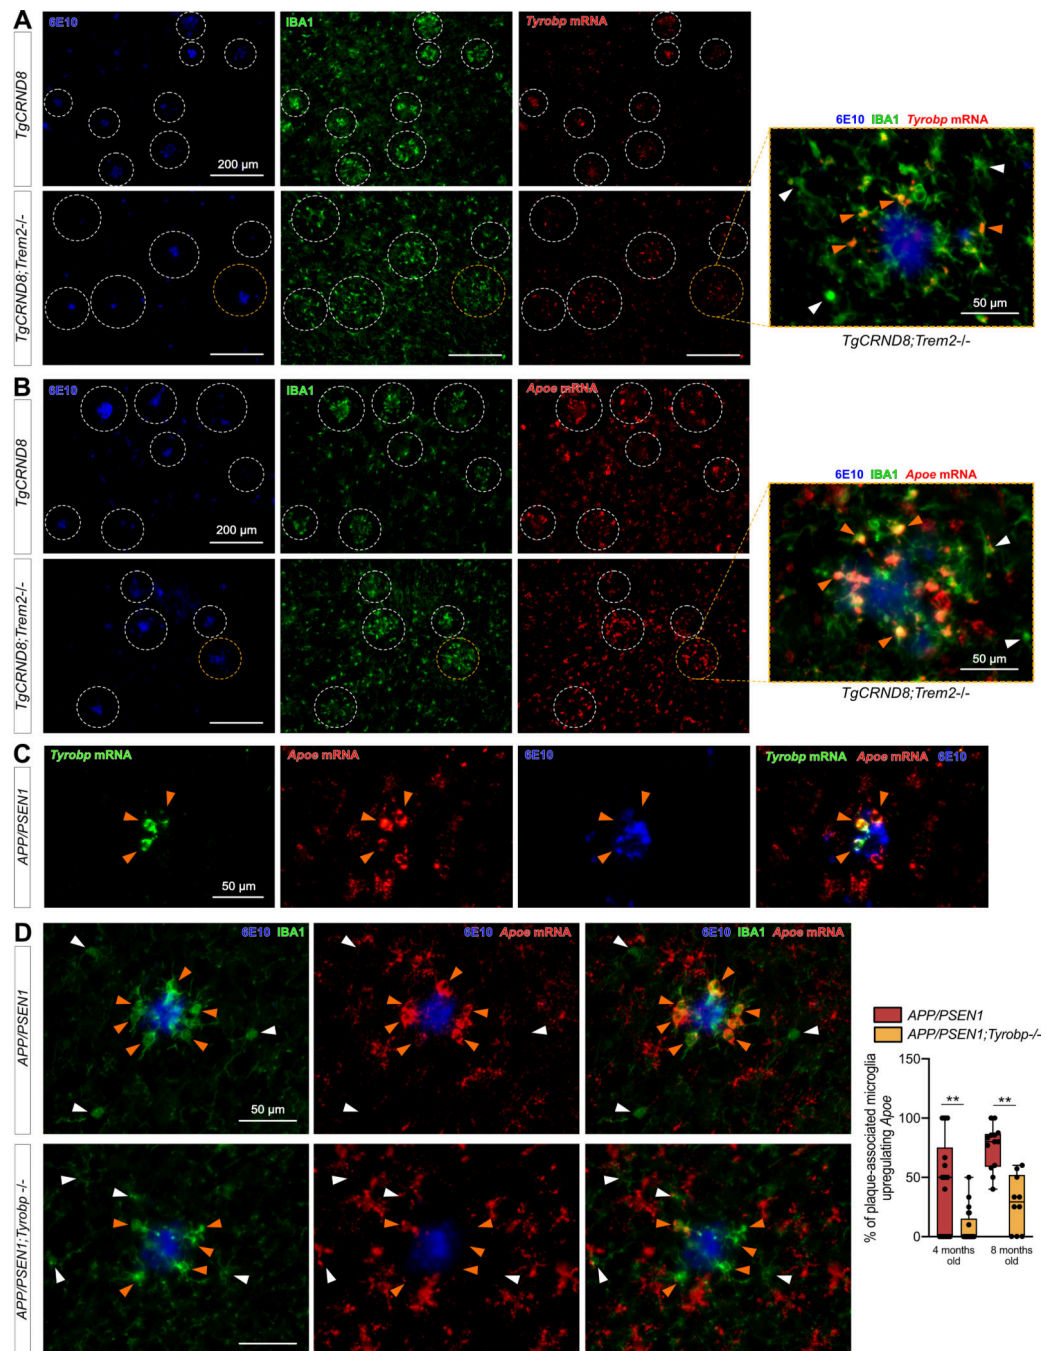 A
TgCRND8
6E10
IBA1
Tyrobp mRNA
200 µm
TgCRND8;Trem2-/-
6E10 IBA1 Tyrobp mRNA
50 µm
TgCRND8;Trem2-/-
B
TgCRND8
6E10
IBA1
Apoe mRNA
200 µm
TgCRND8;Trem2-/-
6E10 IBA1 Apoe mRNA
50 µm
TgCRND8;Trem2-/-
C
APP/PSEN1
Tyrobp mRNA
Apoe mRNA
6E10
Tyrobp mRNA Apoe mRNA 6E10
50 µm
D
APP/PSEN1
6E10 IBA1
6E10 Apoe mRNA
6E10 IBA1 Apoe mRNA
50 µm
APP/PSEN1;Tyrobp -/-
APP/PSEN1
APP/PSEN1;Tyrobp-/-
% of plaque-associated microglia
upregulating Apoe
150
100
50
0
** **
4 months
old
8 months
old